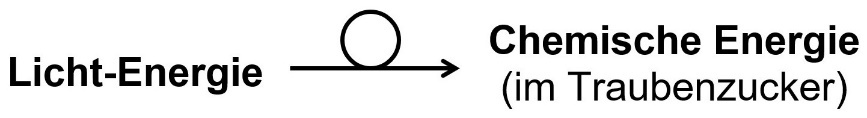 Licht-Energie
Chemische Energie
(im Traubenzucker)